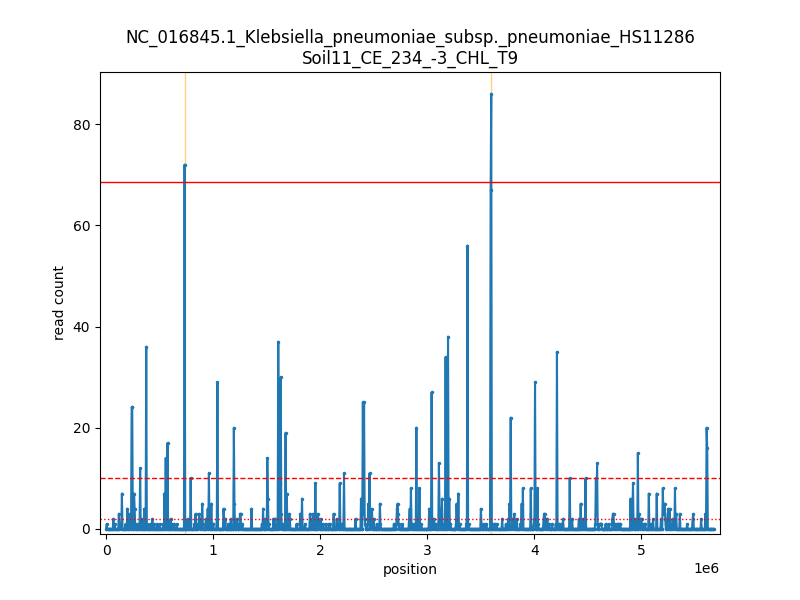 NC_016845.1_Klebsiella_pneumoniae_subsp._pneumoniae_HS11286
Soil11_CE_234_-3_CHL_T9
read count
80
60
40
20
0
0 1 2 3 4 5
1e6
position